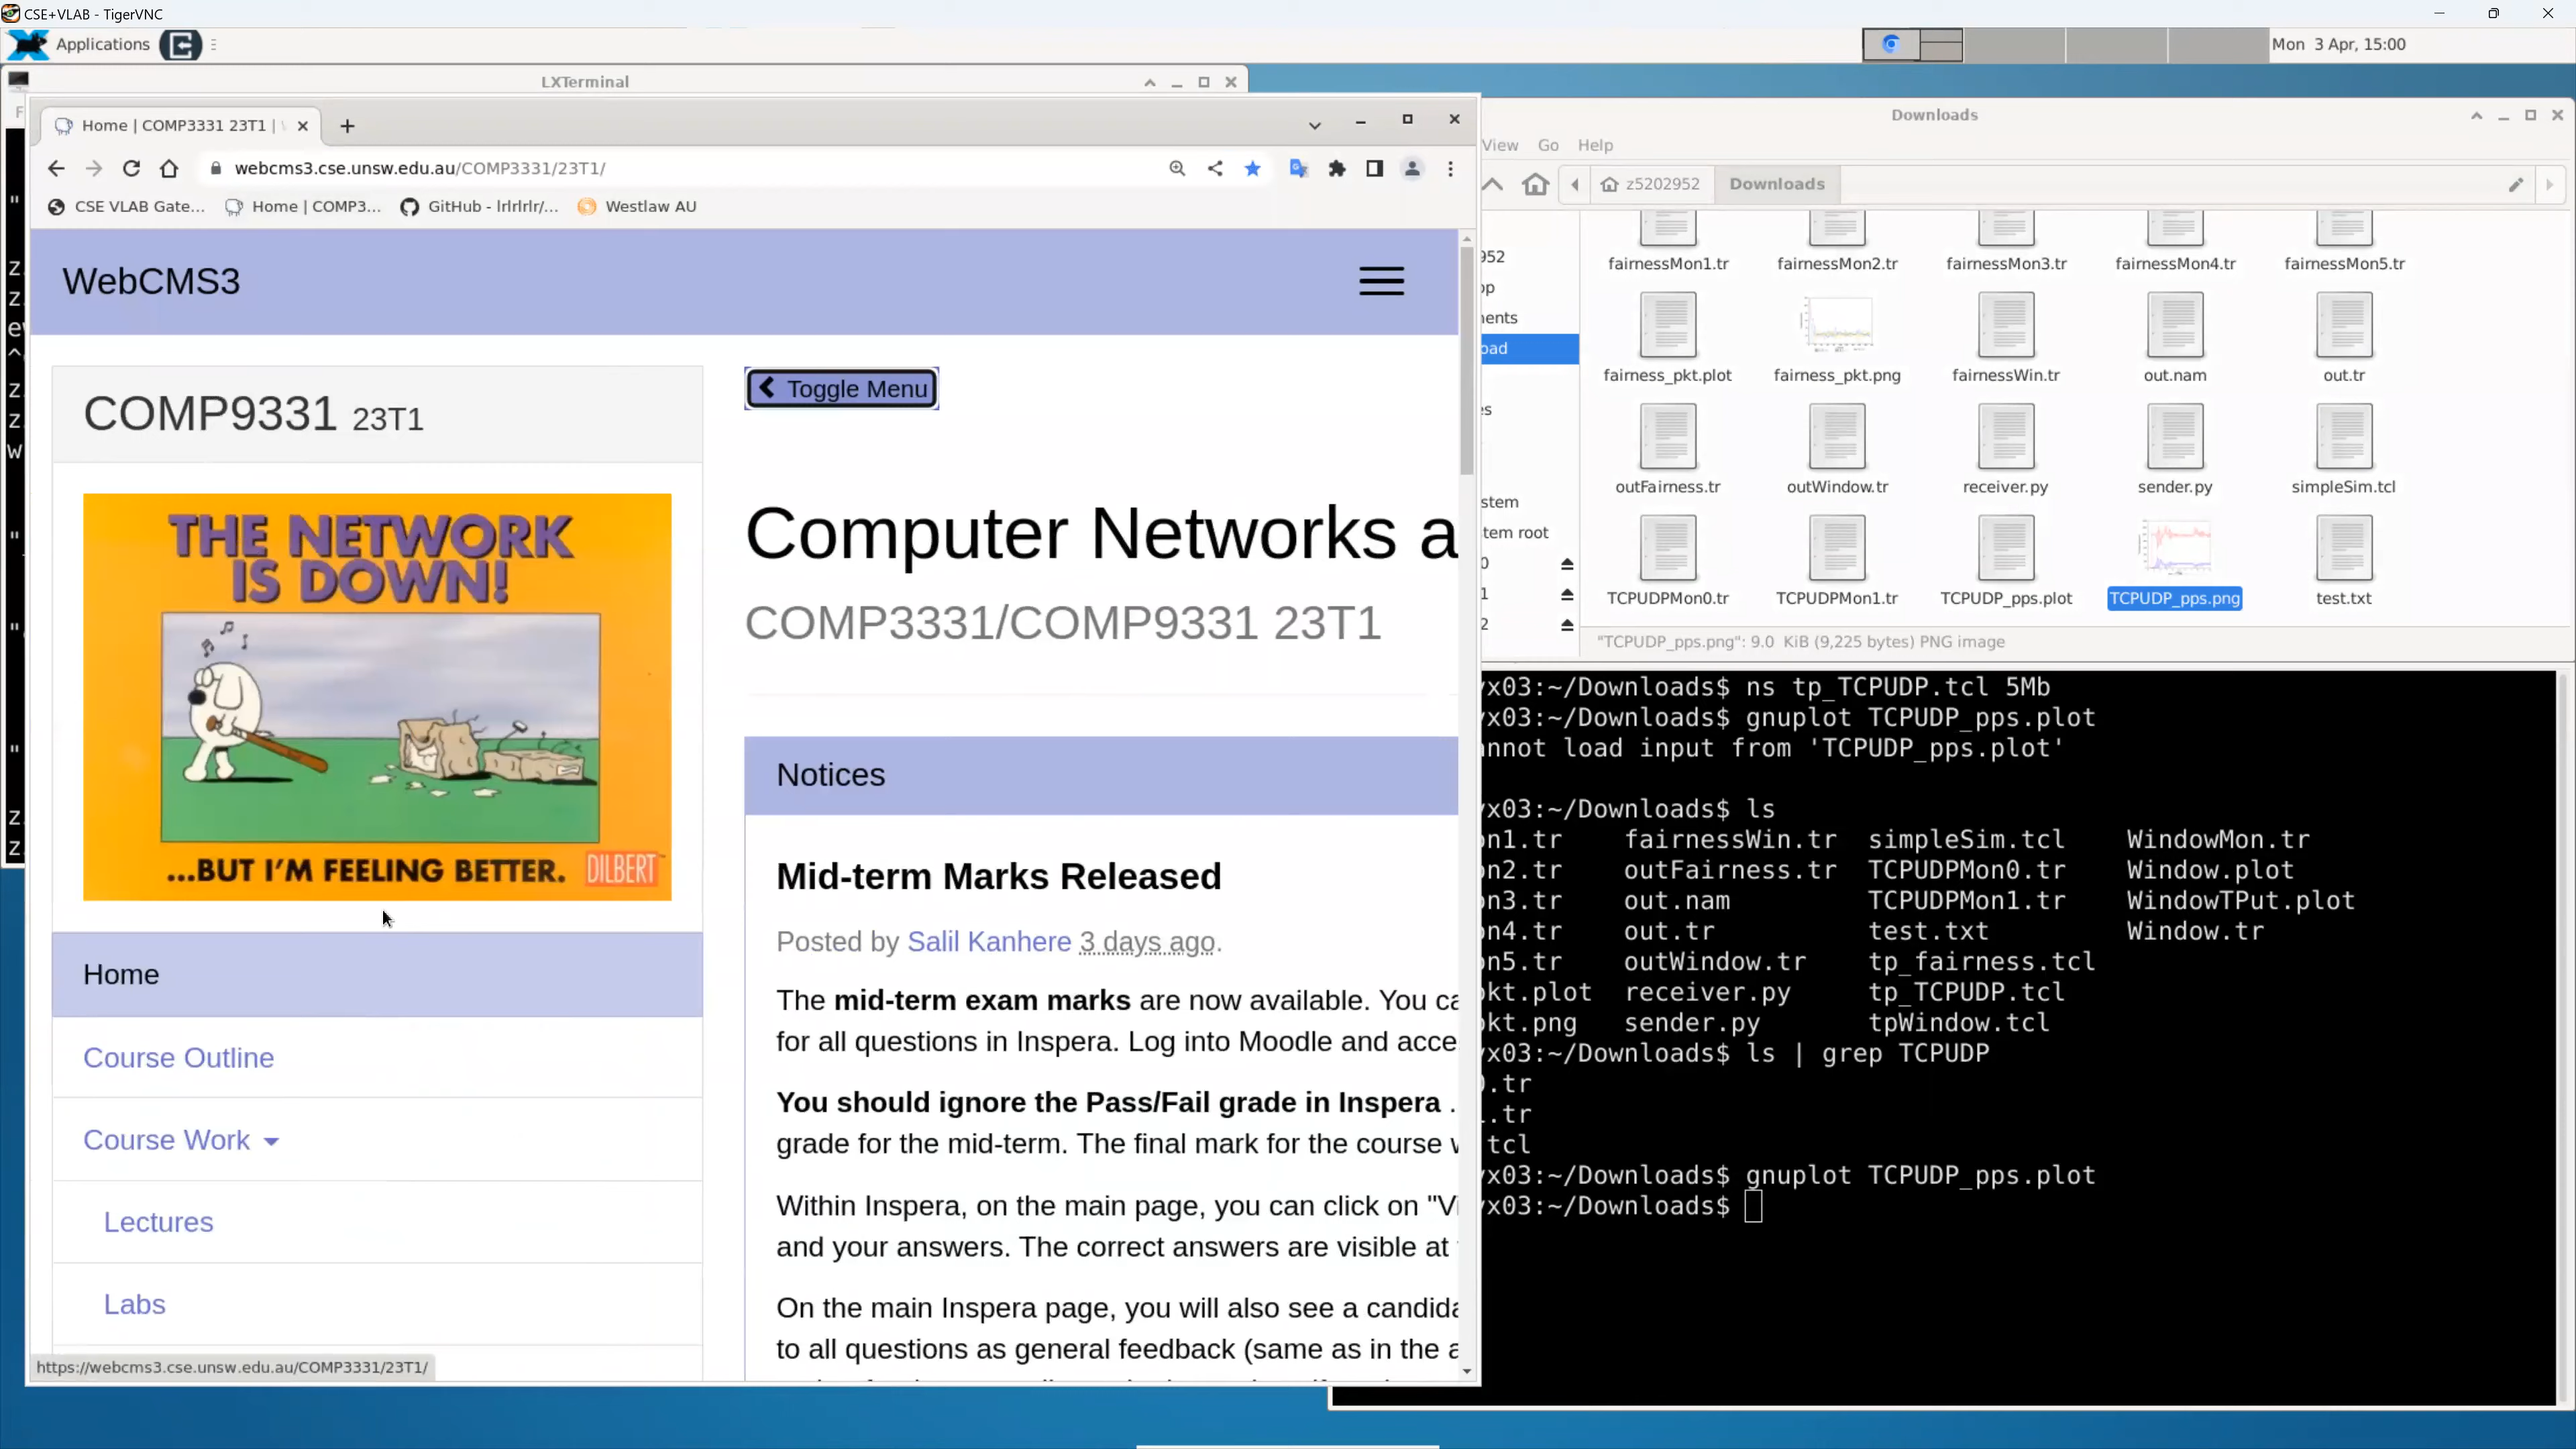 CSE+VLAB - TigerVNC
Applications
Mon 3 Apr, 15:00
LXTerminal
Home | COMP3331 23T1 |
webcms3.cse.unsw.edu.au/COMP3331/23T1/
CSE VLAB Gate...
Home | COMP3...
GitHub - lrlrlrlr/...
Westlaw AU
WebCMS3
COMP9331 23T1
THE NETWORK
IS DOWN!
...BUT I'M FEELING BETTER.
DILBERT
Home
Course Outline
Course Work
Lectures
Labs
https://webcms3.cse.unsw.edu.au/COMP3331/23T1/
Toggle Menu
Computer Networks a
COMP3331/COMP9331 23T1
Notices
Mid-term Marks Released
Posted by Salil Kanhere 3 days ago.
The mid-term exam marks are now available. You ca
for all questions in Inspera. Log into Moodle and acce
You should ignore the Pass/Fail grade in Inspera .
grade for the mid-term. The final mark for the course
Within Inspera, on the main page, you can click on "Vi
and your answers. The correct answers are visible at
On the main Inspera page, you will also see a candida
to all questions as general feedback (same as in the a
Downloads
View Go Help
z5202952
Downloads
952
op
ents
oad
es
stem
stem root
0
1
2
fairnessMon1.tr
fairnessMon2.tr
fairnessMon3.tr
fairnessMon4.tr
fairnessMon5.tr
fairness_pkt.plot
fairness_pkt.png
fairnessWin.tr
out.nam
out.tr
outFairness.tr
outWindow.tr
receiver.py
sender.py
simpleSim.tcl
TCPUDPMon0.tr
TCPUDPMon1.tr
TCPUDP_pps.plot
TCPUDP_pps.png
test.txt
"TCPUDP_pps.png": 9.0 KiB (9,225 bytes) PNG image
x03:~/Downloads$ ns tp_TCPUDP.tcl 5Mb
x03:~/Downloads$ gnuplot TCPUDP_pps.plot
nnot load input from 'TCPUDP_pps.plot'
x03:~/Downloads$ ls
n1.tr fairnessWin.tr simpleSim.tcl WindowMon.tr
n2.tr outFairness.tr TCPUDPMon0.tr Window.plot
n3.tr out.nam TCPUDPMon1.tr WindowTPut.plot
n4.tr out.tr test.txt Window.tr
n5.tr outWindow.tr tp_fairness.tcl
kt.plot receiver.py tp_TCPUDP.tcl
kt.png sender.py tpWindow.tcl
x03:~/Downloads$ ls | grep TCPUDP
.tr
.tr
tcl
x03:~/Downloads$ gnuplot TCPUDP_pps.plot
x03:~/Downloads$